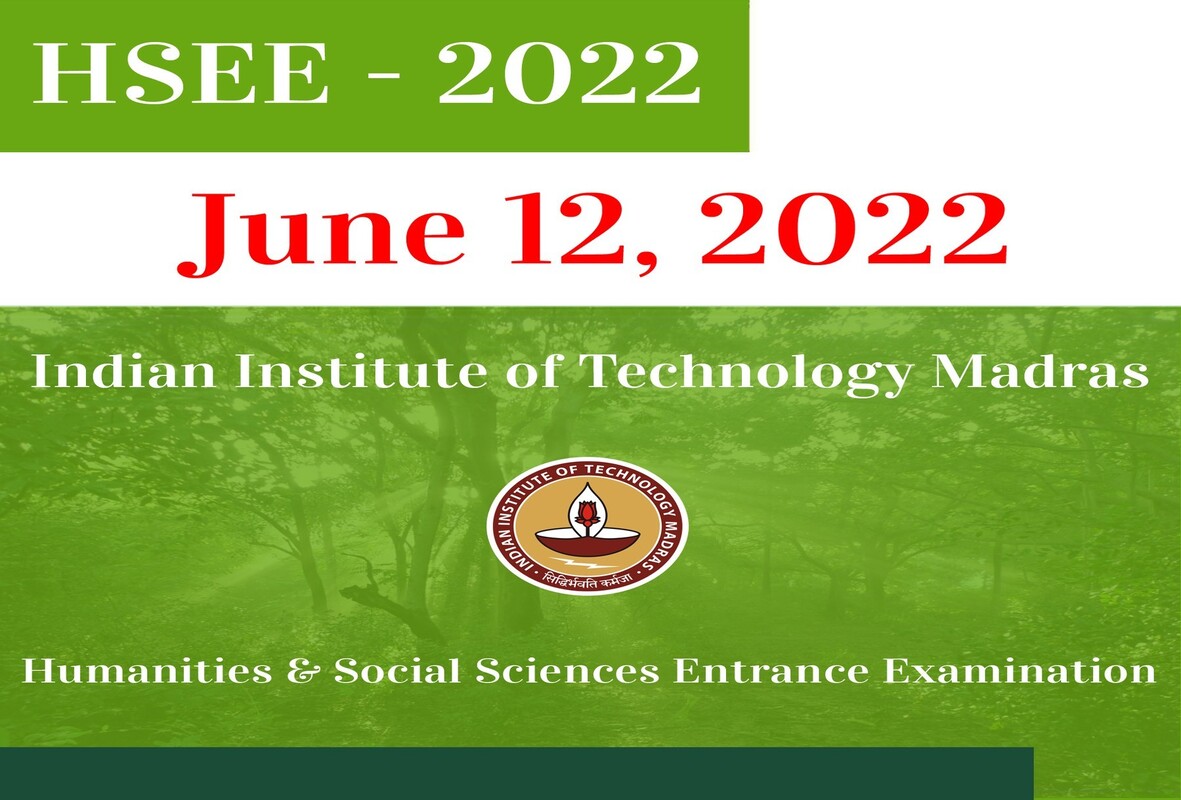 HSEE - 2022
June 12, 2022
Indian Institute of Technology Madras
INDIAN INSTITUTE OF TECHNOLOGY MADRAS
सिद्धिर्भवति कर्मजा
Humanities & Social Sciences Entrance Examination